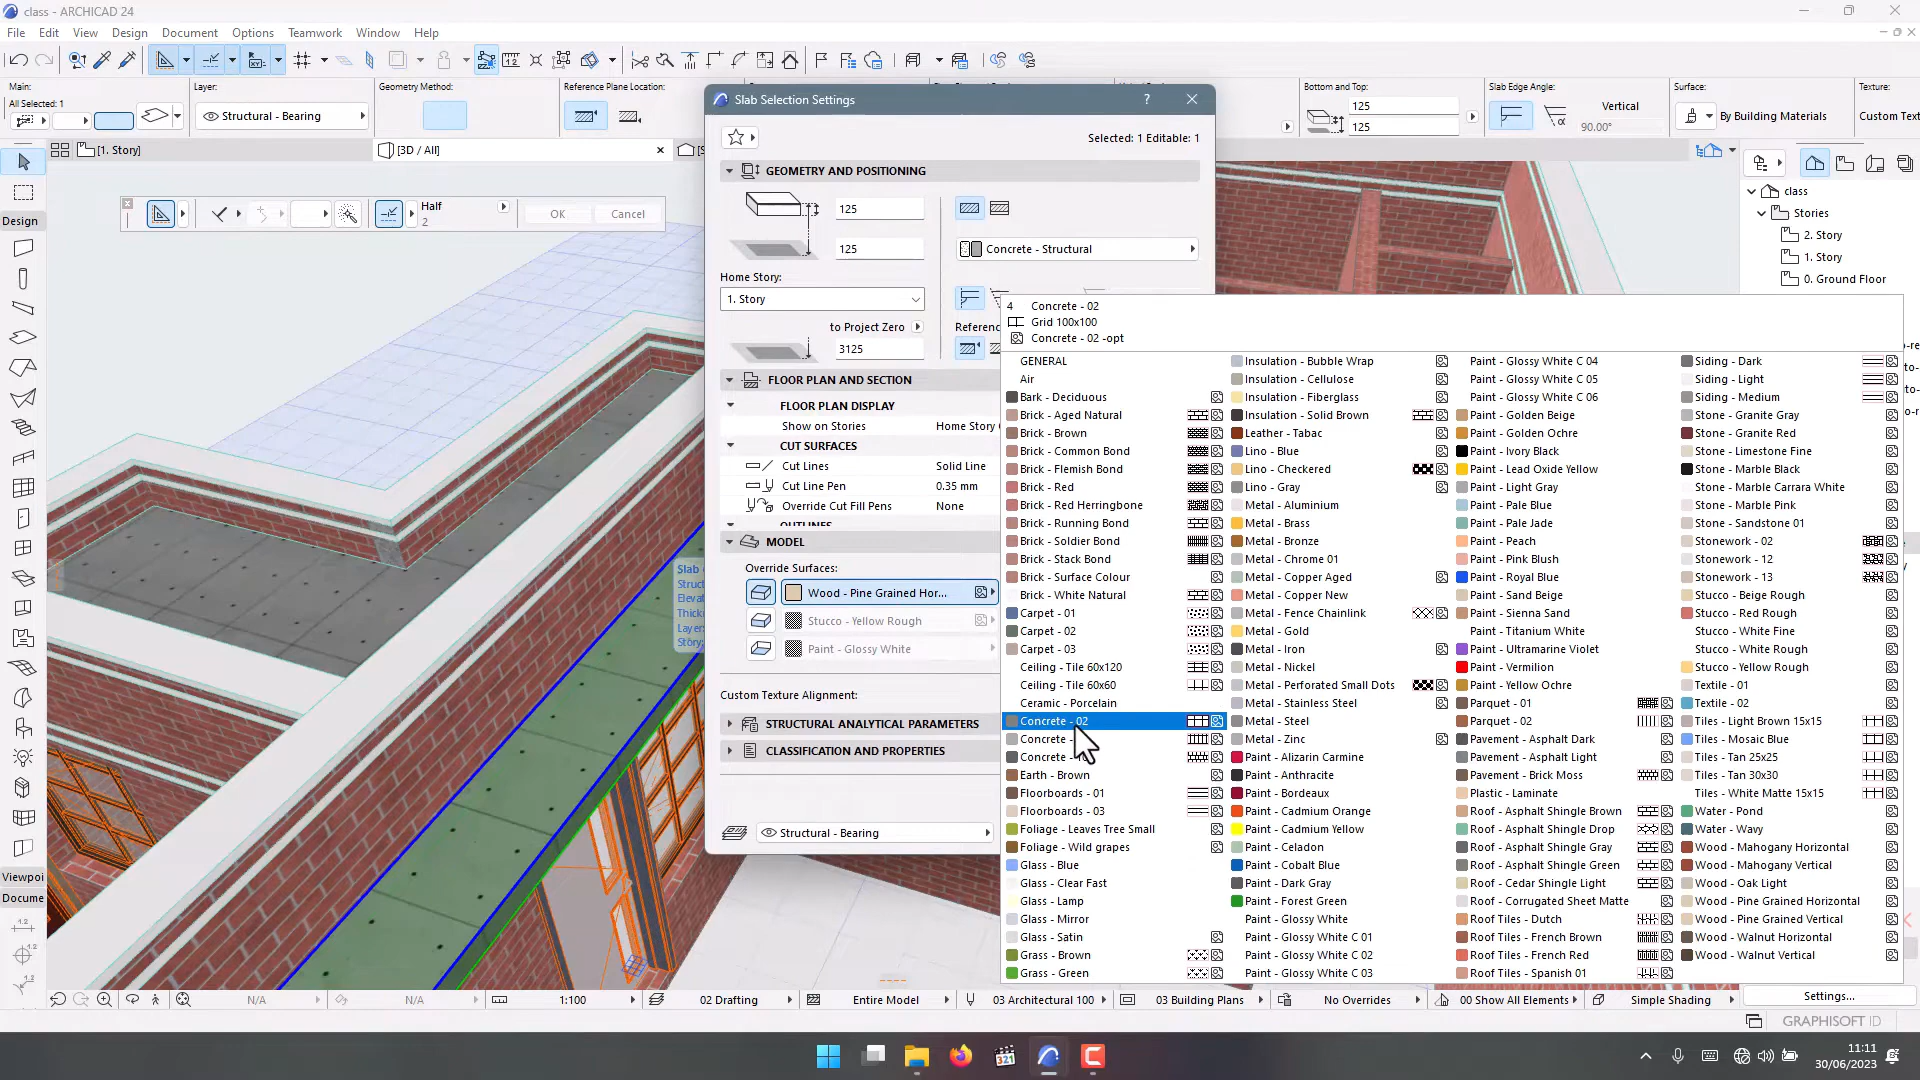 class - ARCHICAD 24
File Edit View Design Document Options Teamwork Window Help
Main:
All Selected: 1
Layer:
Structural - Bearing
Geometry Method:
Reference Plane Location:
Bottom and Top:
125
125
Slab Edge Angle:
Vertical
90.00°
Surface:
By Building Materials
Texture:
Custom Text
[1. Story]
[3D / All]
Half
2
OK
Cancel
Design
Viewpoi
Docume
Slab Selection Settings
?
Selected: 1 Editable: 1
GEOMETRY AND POSITIONING
125
125
Concrete - Structural
Home Story:
1. Story
to Project Zero
3125
Referenc
FLOOR PLAN AND SECTION
FLOOR PLAN DISPLAY
Show on Stories
Home Story
CUT SURFACES
Cut Lines
Solid Line
Cut Line Pen
0.35 mm
Override Cut Fill Pens
None
OUTLINES
MODEL
Override Surfaces:
Wood - Pine Grained Hor...
Stucco - Yellow Rough
Paint - Glossy White
Custom Texture Alignment:
STRUCTURAL ANALYTICAL PARAMETERS
CLASSIFICATION AND PROPERTIES
Structural - Bearing
class
Stories
2. Story
1. Story
0. Ground Floor
4 Concrete - 02
Grid 100x100
Concrete - 02 -opt
GENERAL
Air
Bark - Deciduous
Brick - Aged Natural
Brick - Brown
Brick - Common Bond
Brick - Flemish Bond
Brick - Red
Brick - Red Herringbone
Brick - Running Bond
Brick - Soldier Bond
Brick - Stack Bond
Brick - Surface Colour
Brick - White Natural
Carpet - 01
Carpet - 02
Carpet - 03
Ceiling - Tile 60x120
Ceiling - Tile 60x60
Ceramic - Porcelain
Concrete - 02
Concrete -
Concrete -
Earth - Brown
Floorboards - 01
Floorboards - 03
Foliage - Leaves Tree Small
Foliage - Wild grapes
Glass - Blue
Glass - Clear Fast
Glass - Lamp
Glass - Mirror
Glass - Satin
Grass - Brown
Grass - Green
Insulation - Bubble Wrap
Insulation - Cellulose
Insulation - Fiberglass
Insulation - Solid Brown
Leather - Tabac
Lino - Blue
Lino - Checkered
Lino - Gray
Metal - Aluminium
Metal - Brass
Metal - Bronze
Metal - Chrome 01
Metal - Copper Aged
Metal - Copper New
Metal - Fence Chainlink
Metal - Gold
Metal - Iron
Metal - Nickel
Metal - Perforated Small Dots
Metal - Stainless Steel
Metal - Steel
Metal - Zinc
Paint - Alizarin Carmine
Paint - Anthracite
Paint - Bordeaux
Paint - Cadmium Orange
Paint - Cadmium Yellow
Paint - Celadon
Paint - Cobalt Blue
Paint - Dark Gray
Paint - Forest Green
Paint - Glossy White
Paint - Glossy White C 01
Paint - Glossy White C 02
Paint - Glossy White C 03
Paint - Glossy White C 04
Paint - Glossy White C 05
Paint - Glossy White C 06
Paint - Golden Beige
Paint - Golden Ochre
Paint - Ivory Black
Paint - Lead Oxide Yellow
Paint - Light Gray
Paint - Pale Blue
Paint - Pale Jade
Paint - Peach
Paint - Pink Blush
Paint - Royal Blue
Paint - Sand Beige
Paint - Sienna Sand
Paint - Titanium White
Paint - Ultramarine Violet
Paint - Vermilion
Paint - Yellow Ochre
Parquet - 01
Parquet - 02
Pavement - Asphalt Dark
Pavement - Asphalt Light
Pavement - Brick Moss
Plastic - Laminate
Roof - Asphalt Shingle Brown
Roof - Asphalt Shingle Drop
Roof - Asphalt Shingle Gray
Roof - Asphalt Shingle Green
Roof - Cedar Shingle Light
Roof - Corrugated Sheet Matte
Roof Tiles - Dutch
Roof Tiles - French Brown
Roof Tiles - French Red
Roof Tiles - Spanish 01
Siding - Dark
Siding - Light
Siding - Medium
Stone - Granite Gray
Stone - Granite Red
Stone - Limestone Fine
Stone - Marble Black
Stone - Marble Carrara White
Stone - Marble Pink
Stone - Sandstone 01
Stonework - 02
Stonework - 12
Stonework - 13
Stucco - Beige Rough
Stucco - Red Rough
Stucco - White Fine
Stucco - White Rough
Stucco - Yellow Rough
Textile - 01
Textile - 02
Tiles - Light Brown 15x15
Tiles - Mosaic Blue
Tiles - Tan 25x25
Tiles - Tan 30x30
Tiles - White Matte 15x15
Water - Pond
Water - Wavy
Wood - Mahogany Horizontal
Wood - Mahogany Vertical
Wood - Oak Light
Wood - Pine Grained Horizontal
Wood - Pine Grained Vertical
Wood - Walnut Horizontal
Wood - Walnut Vertical
N/A
N/A
1:100
02 Drafting
Entire Model
03 Architectural 100
03 Building Plans
No Overrides
00 Show All Elements
Simple Shading
Settings...
GRAPHISOFT ID
11:11
30/06/2023